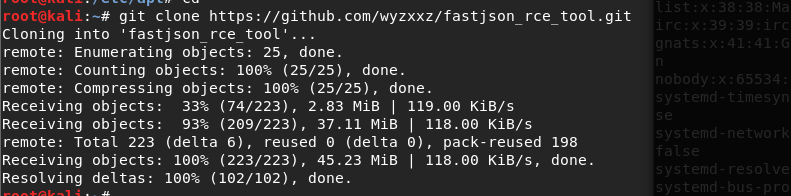 root@kali:/etc/apt# cd
root@kali:~# git clone https://github.com/wyzxxz/fastjson_rce_tool.git
Cloning into 'fastjson_rce_tool'...
remote: Enumerating objects: 25, done.
remote: Counting objects: 100% (25/25), done.
remote: Compressing objects: 100% (25/25), done.
Receiving objects:  33% (74/223), 2.83 MiB | 119.00 KiB/s
Receiving objects:  93% (209/223), 37.11 MiB | 118.00 KiB/s
remote: Total 223 (delta 6), reused 0 (delta 0), pack-reused 198
Receiving objects: 100% (223/223), 45.23 MiB | 118.00 KiB/s, done.
Resolving deltas: 100% (102/102), done.
root@kali:~#
list:x:38:38:Ma
irc:x:39:39:irc
gnats:x:41:41:G
n
nobody:x:65534:
systemd-timesyn
se
systemd-network
false
systemd-resolve
systemd-bus-pro